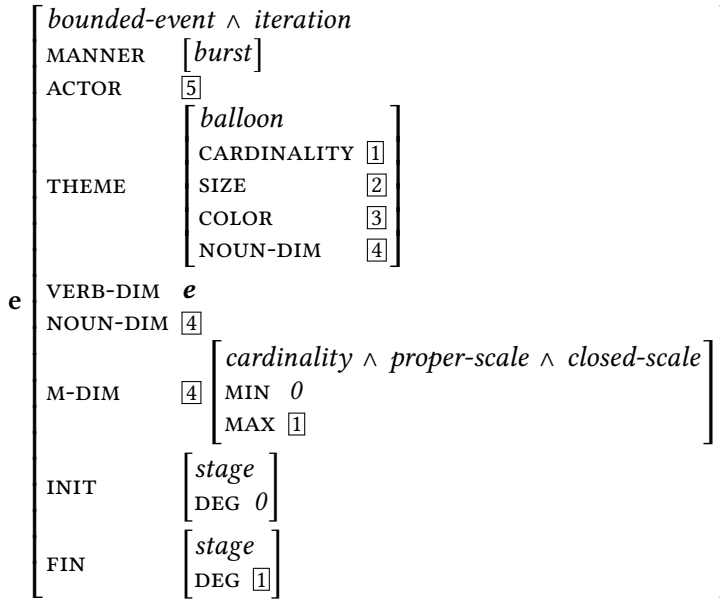 bounded-event ∧ iteration
MANNER [burst]
ACTOR 5
balloon
CARDINALITY 1
THEME SIZE 2
COLOR 3
NOUN-DIM 4
VERB-DIM e
e
NOUN-DIM 4
cardinality ∧ proper-scale ∧ closed-scale
M-DIM 4 MIN 0
MAX 1
stage
INIT
DEG 0
stage
FIN
DEG 1